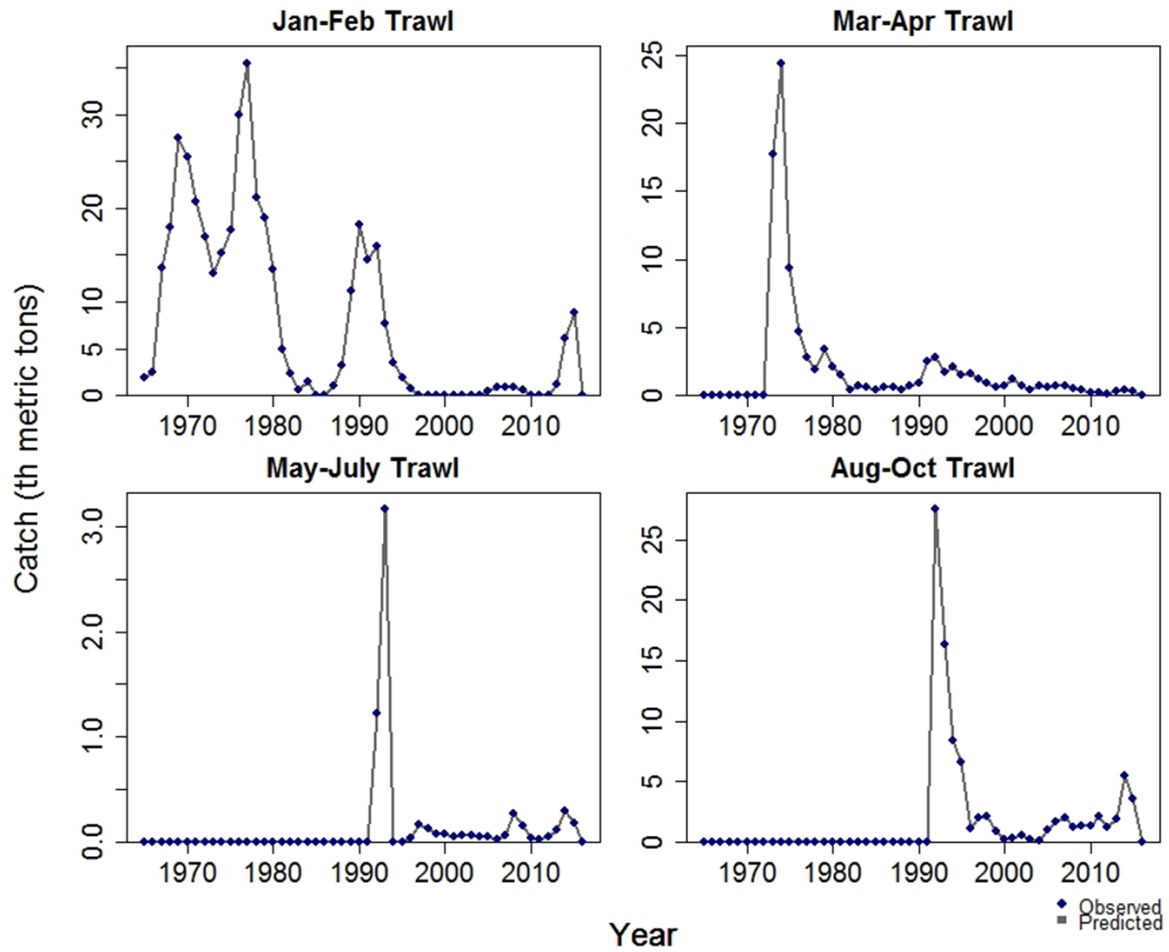 Jan-Feb Trawl
Mar-Apr Trawl
30
20
10
5
0
1970 1980 1990 2000 2010
25
20
15
10
5
0
1970 1980 1990 2000 2010
May-July Trawl
Aug-Oct Trawl
3.0
2.0
1.0
0.0
1970 1980 1990 2000 2010
25
20
15
10
5
0
1970 1980 1990 2000 2010
Catch (th metric tons)
Year
Observed
Predicted